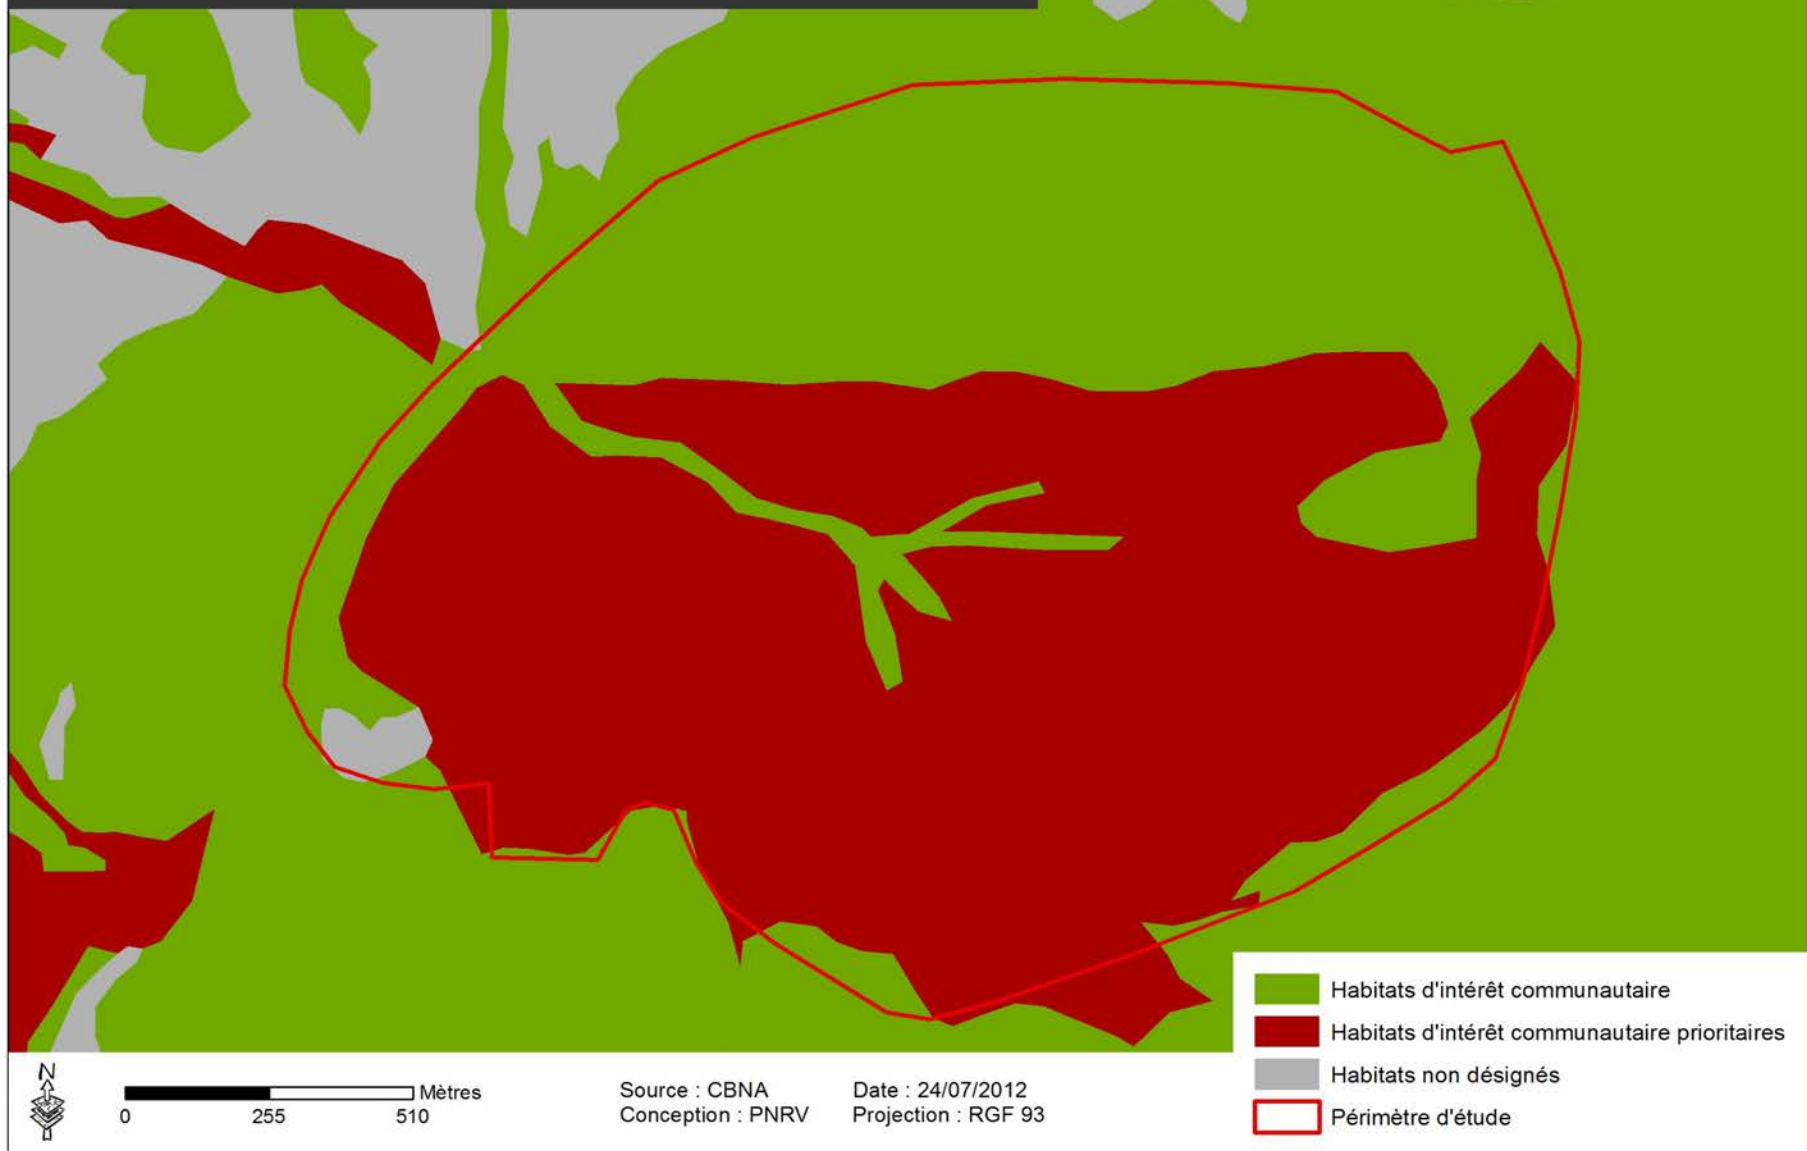 Habitats d'intérêt communautaire
Habitats d'intérêt communautaire prioritaires
Habitats non désignés
Périmètre d'étude
N
Mètres
0 255 510
Source : CBNA Date : 24/07/2012
Conception : PNRV Projection : RGF 93